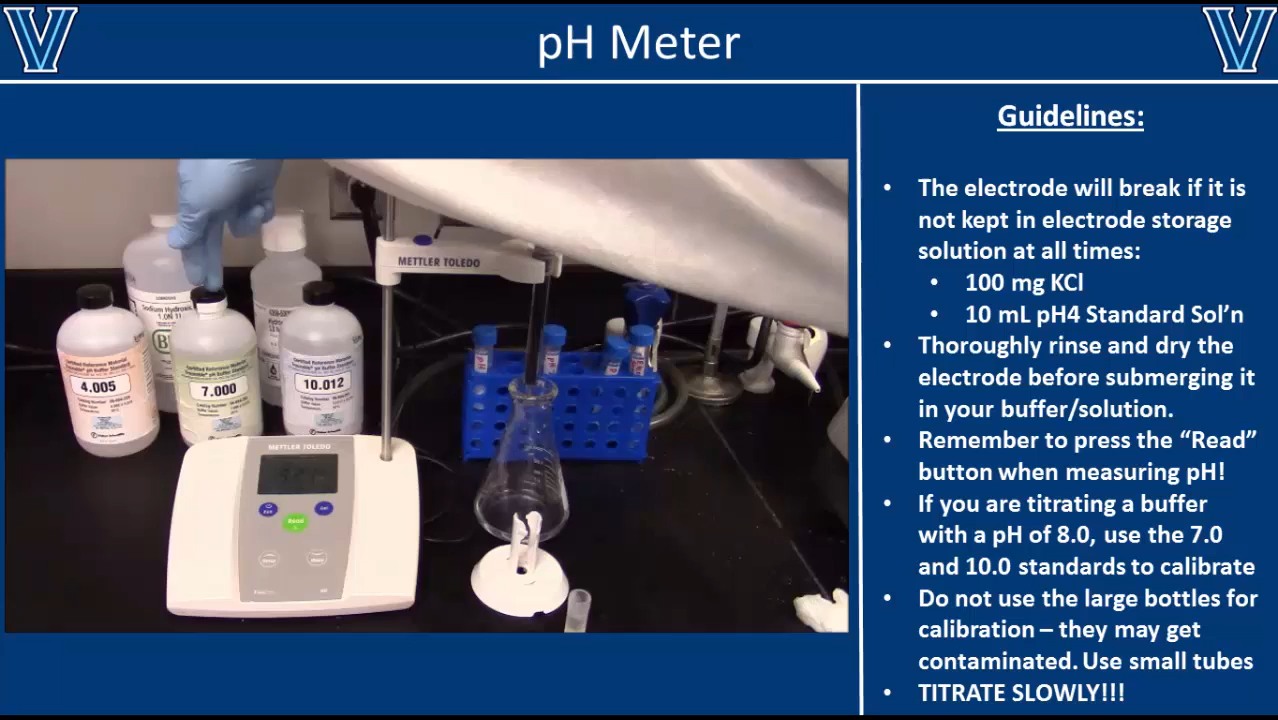 pH Meter
Guidelines:
• The electrode will break if it is
not kept in electrode storage
solution at all times:
• 100 mg KCl
• 10 mL pH4 Standard Sol’n
• Thoroughly rinse and dry the
electrode before submerging it
in your buffer/solution.
• Remember to press the “Read”
button when measuring pH!
• If you are titrating a buffer
with a pH of 8.0, use the 7.0
and 10.0 standards to calibrate
• Do not use the large bottles for
calibration – they may get
contaminated. Use small tubes
• TITRATE SLOWLY!!!
METTLER TOLEDO
Sodium Hydroxi
1.0N
4.005
7.000
10.012
METTLER TOLEDO
Read